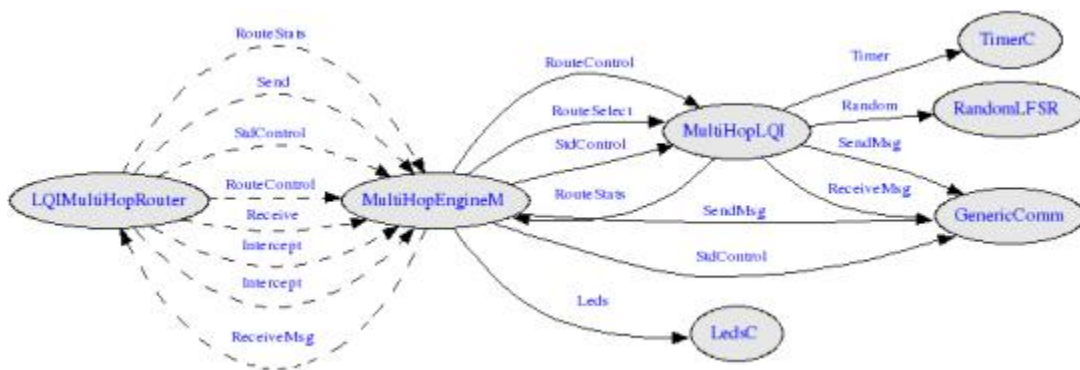 RouteStats
Send
StdControl
RouteControl
Receive
Intercept
Intercept
ReceiveMsg
LQIMultiHopRouter
MultiHopEngineM
RouteControl
RouteSelect
StdControl
RouteStats
SendMsg
StdControl
Leds
MultiHopLQI
LedsC
Timer
Random
SendMsg
ReceiveMsg
TimerC
RandomLFSR
GenericComm